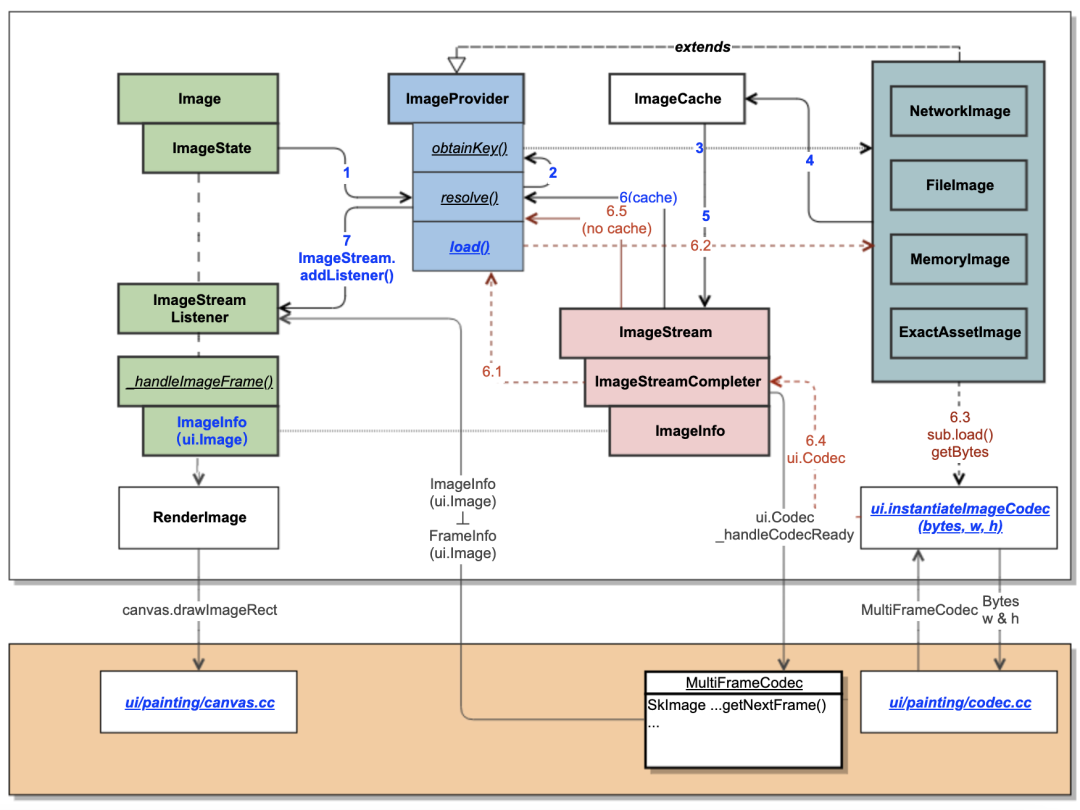 extends
Image
ImageState
ImageProvider
obtainKey()
resolve()
load()
ImageCache
NetworkImage
FileImage
MemoryImage
ExactAssetImage
1
2
3
4
5
6(cache)
6.5
(no cache)
6.2
7
ImageStream.
addListener()
ImageStream
Listener
_handleImageFrame()
ImageInfo
(ui.Image)
RenderImage
ImageStream
ImageStreamCompleter
ImageInfo
6.1
6.4
ui.Codec
6.3
sub.load()
getBytes
ImageInfo
(ui.Image)
FrameInfo
(ui.Image)
ui.Codec
_handleCodecReady
ui.instantiateImageCodec
(bytes, w, h)
canvas.drawImageRect
MultiFrameCodec
Bytes
w & h
ui/painting/canvas.cc
MultiFrameCodec
SkImage ...getNextFrame()
...
ui/painting/codec.cc